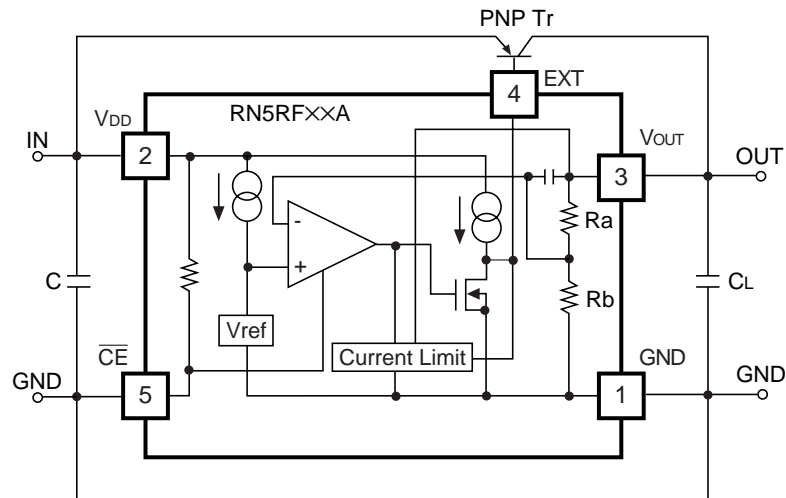 PNP Tr
EXT
4
RN5RF××A
VDD
VOUT
IN
2
3
OUT
-
+
Ra
Rb
C
CL
Vref
Current Limit
CE
GND
GND
5
1
GND